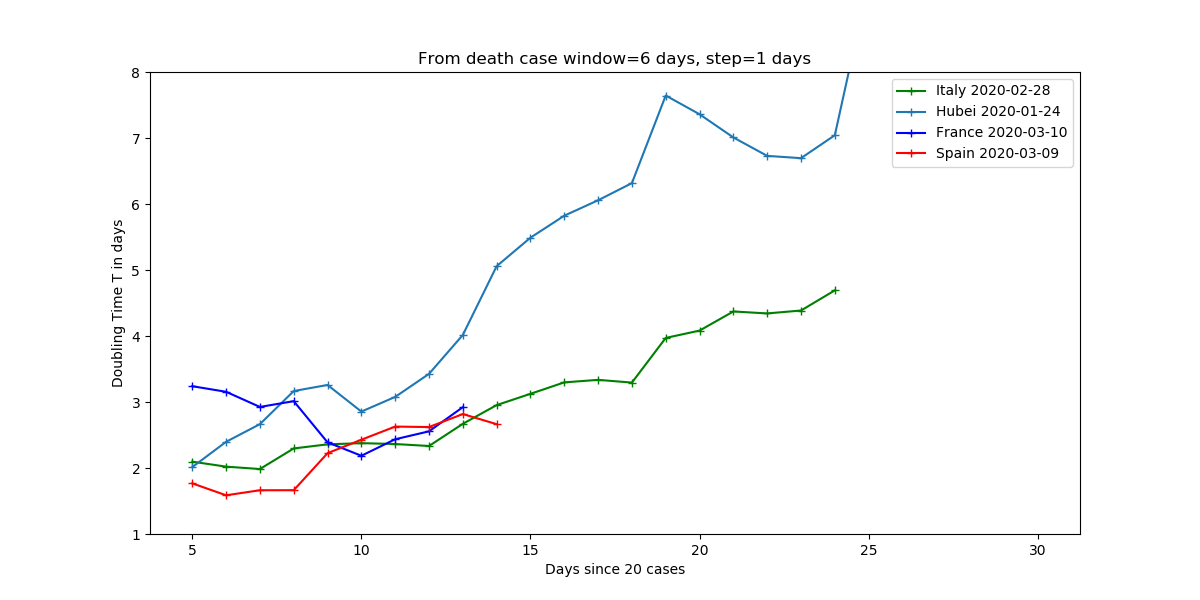 From death case window=6 days, step=1 days
Italy 2020-02-28
Hubei 2020-01-24
France 2020-03-10
Spain 2020-03-09
Doubling Time T in days
8
7
6
5
4
3
2
1
5 10 15 20 25 30
Days since 20 cases